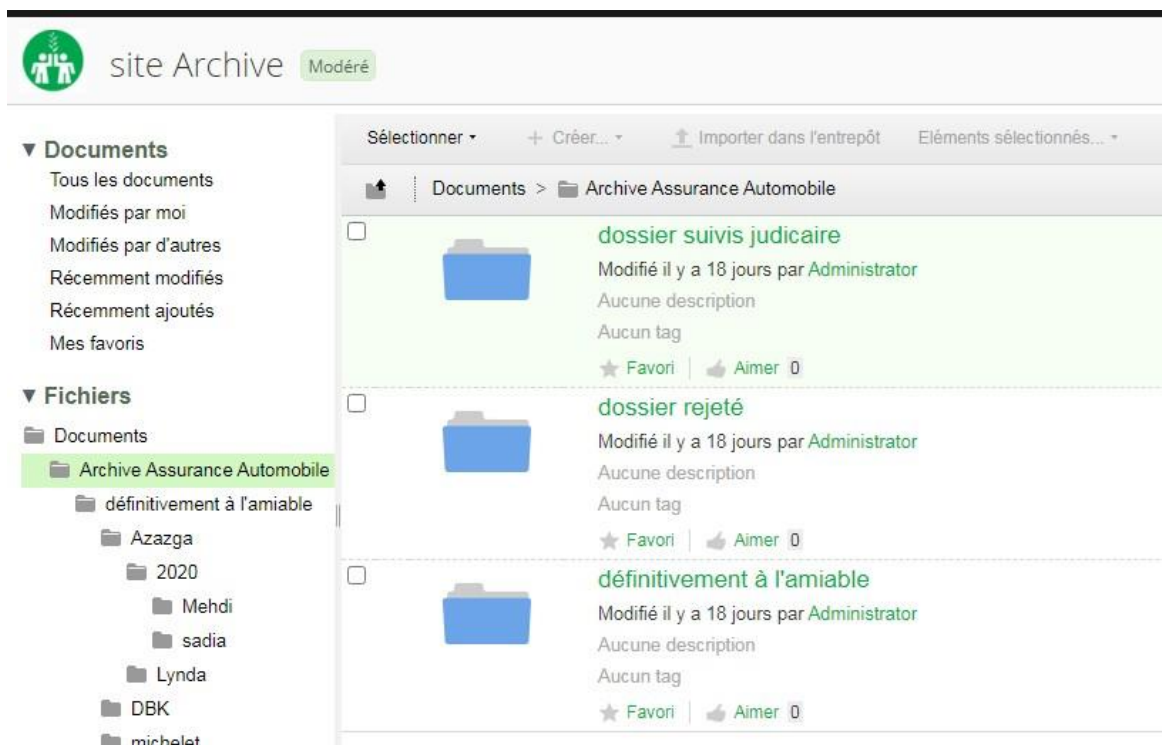 site Archive Modéré
▼ Documents
Tous les documents
Modifiés par moi
Modifiés par d'autres
Récemment modifiés
Récemment ajoutés
Mes favoris
▼ Fichiers
Documents
Archive Assurance Automobile
définitivement à l'amiable
Azazga
2020
Mehdi
sadia
Lynda
DBK
michelet
Sélectionner + Créer... Importer dans l'entrepôt Eléments sélectionnés...
Documents > Archive Assurance Automobile
dossier suivis judicaire
Modifié il y a 18 jours par Administrator
Aucune description
Aucun tag
Favori Aimer 0
dossier rejeté
Modifié il y a 18 jours par Administrator
Aucune description
Aucun tag
Favori Aimer 0
définitivement à l'amiable
Modifié il y a 18 jours par Administrator
Aucune description
Aucun tag
Favori Aimer 0